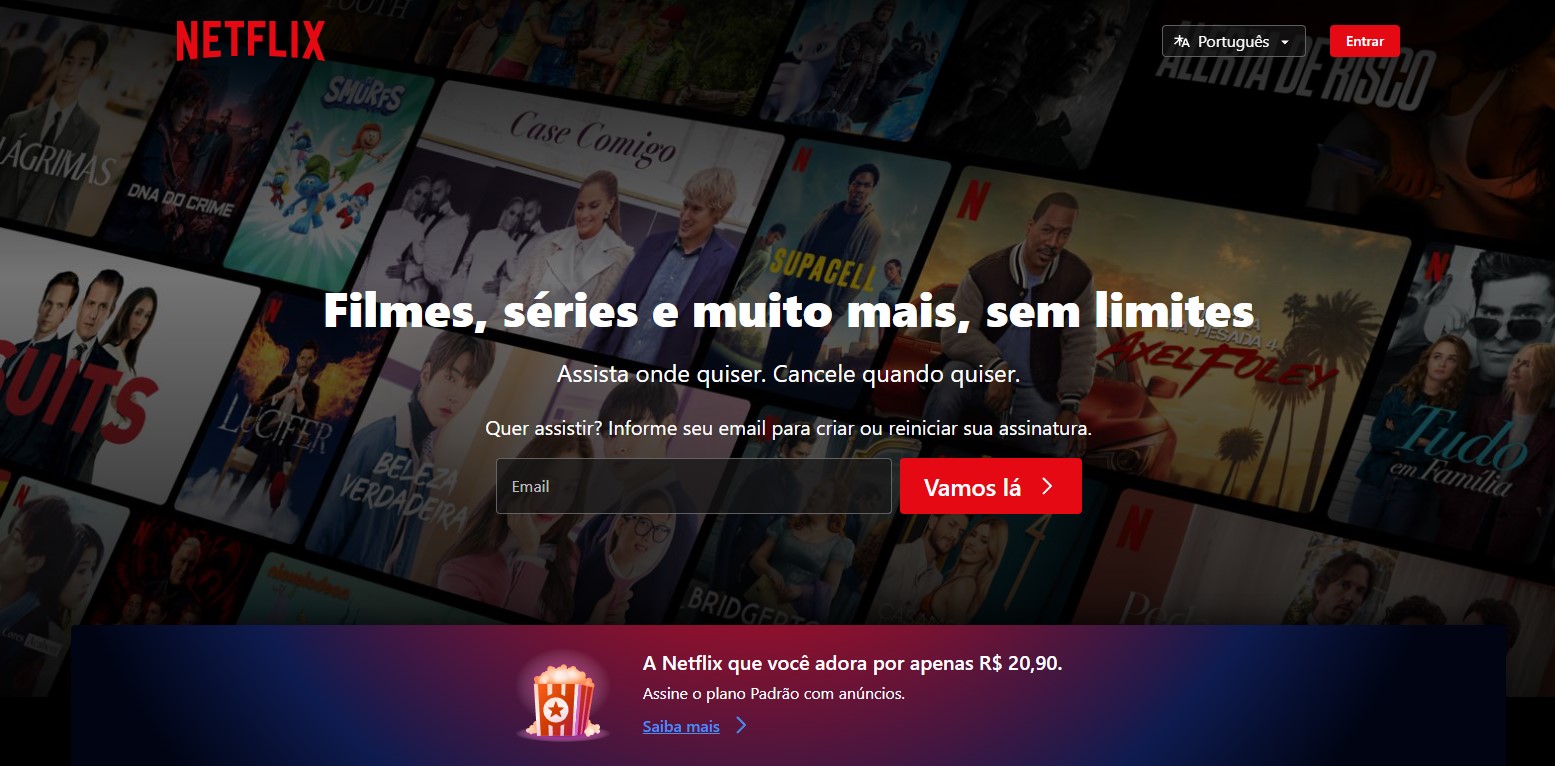 NETFLIX
Português
Entrar
ALERTA DE RISCO
LÁGRIMAS
DNA DO CRIME
SMURFS
Case Comigo
N
SUPACELL
N
N
Filmes, séries e muito mais, sem limites
Assista onde quiser. Cancele quando quiser.
Quer assistir? Informe seu email para criar ou reiniciar sua assinatura.
Email
Vamos lá
SUITS
N
LUCIFER
BELEZA
VERDADEIRA
AXEL FOLEY
Tudo
em Família
N
nickelodeon
BRIDGERTO
4
N
A Netflix que você adora por apenas R$ 20,90.
Assine o plano Padrão com anúncios.
Saiba mais